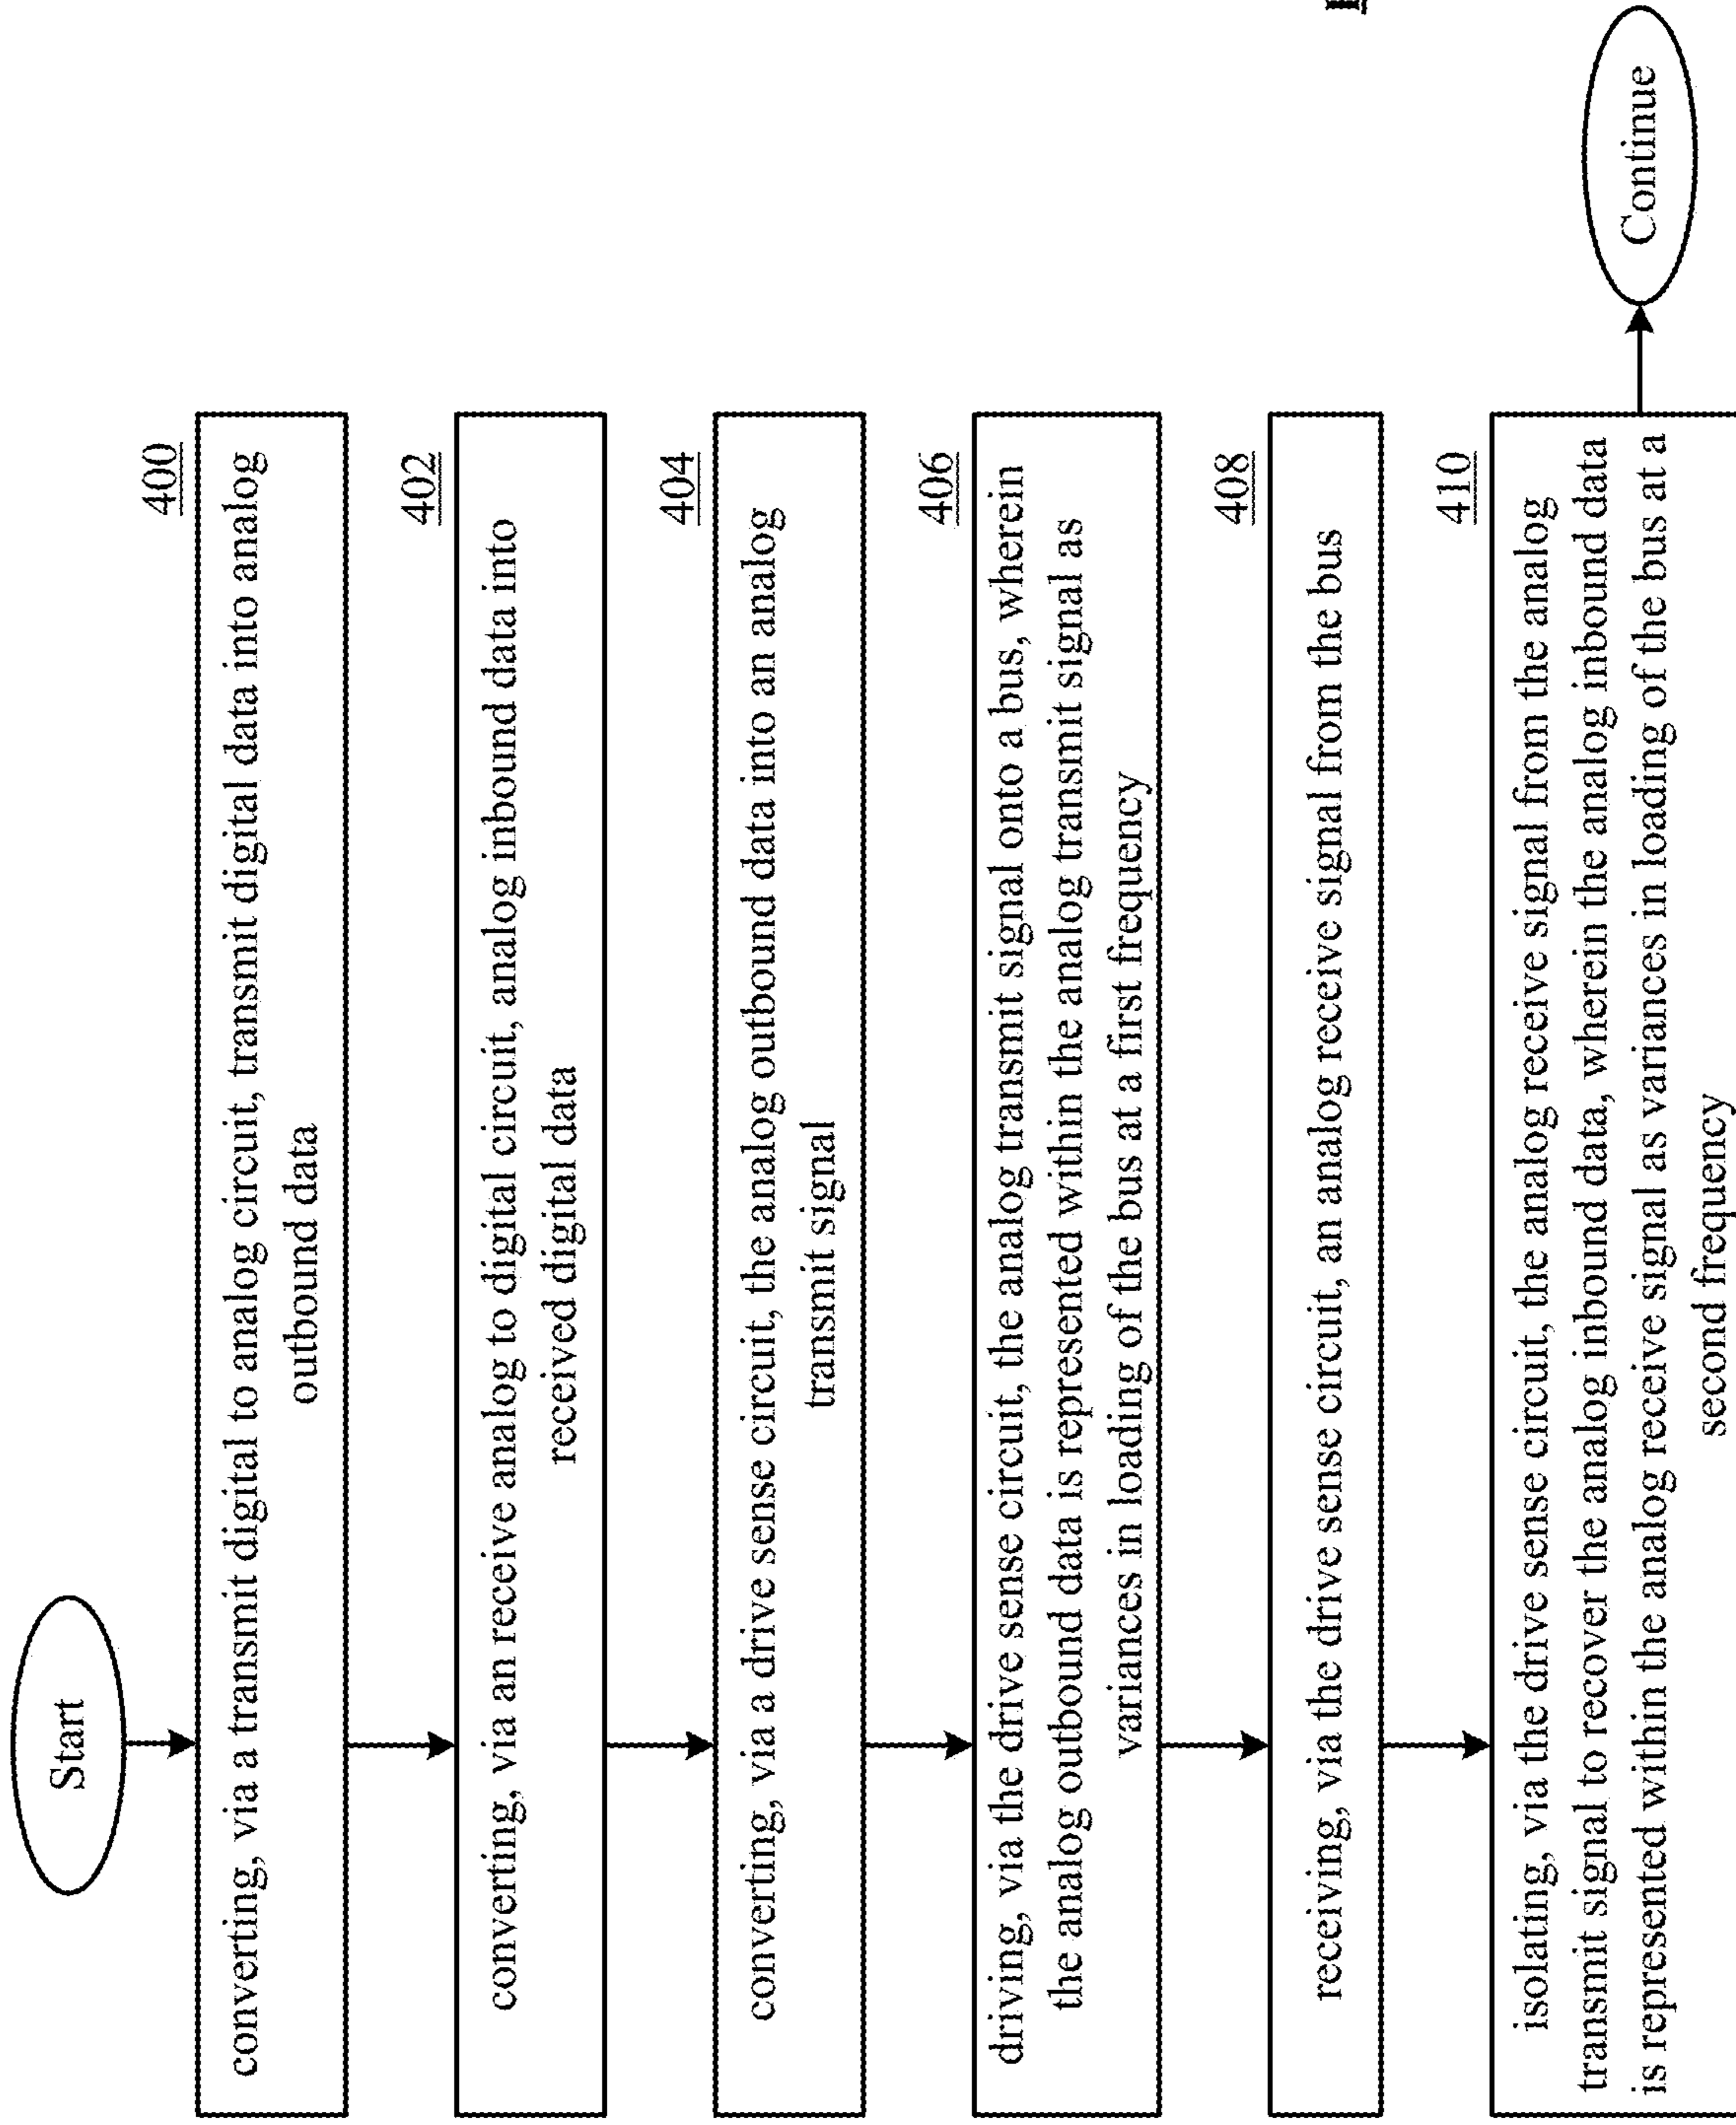 Start
400
converting, via a transmit digital to analog circuit, transmit digital data into analog
outbound data
402
converting, via an receive analog to digital circuit, analog inbound data into
received digital data
404
converting, via a drive sense circuit, the analog outbound data into an analog
transmit signal
406
driving, via the drive sense circuit, the analog transmit signal onto a bus, wherein
the analog outbound data is represented within the analog transmit signal as
variances in loading of the bus at a first frequency
408
receiving, via the drive sense circuit, an analog receive signal from the bus
410
isolating, via the drive sense circuit, the analog receive signal from the analog
transmit signal to recover the analog inbound data, wherein the analog inbound data
is represented within the analog receive signal as variances in loading of the bus at a
second frequency
Continue